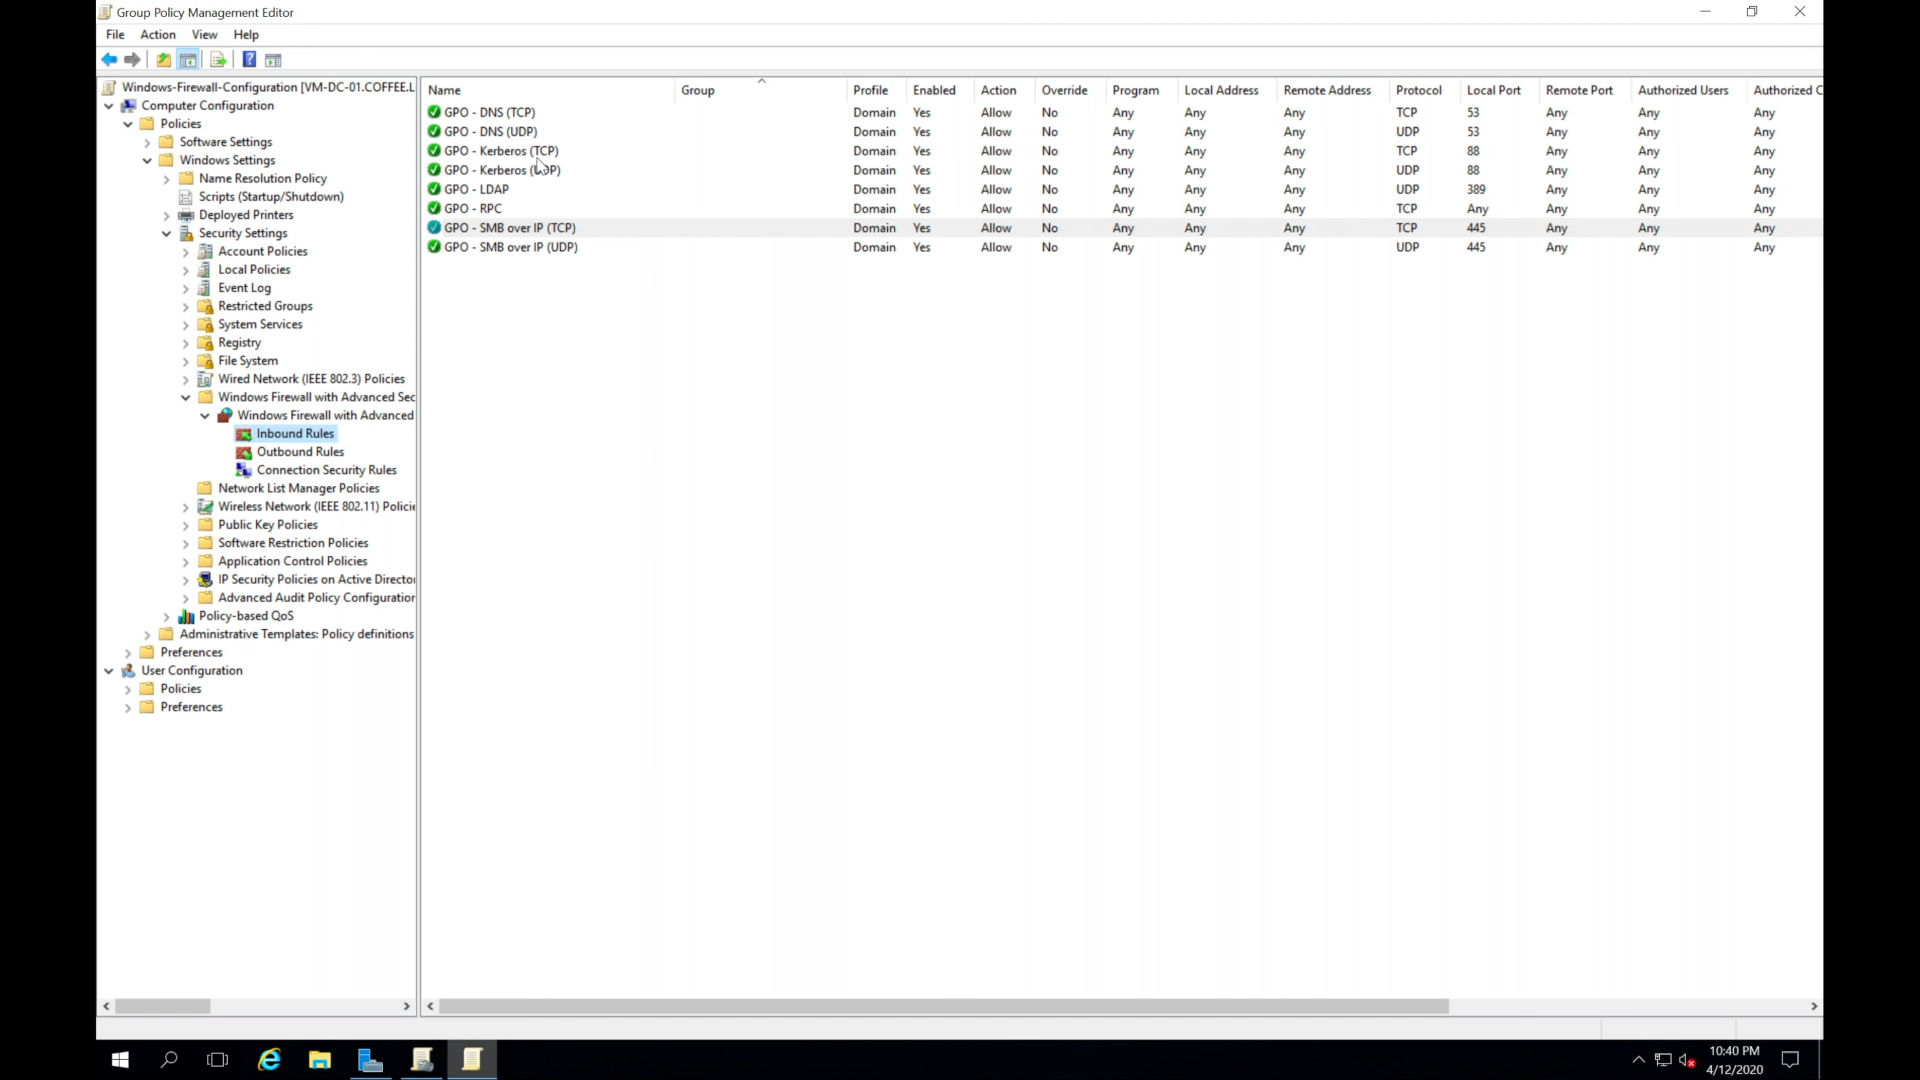 Group Policy Management Editor
File Action View Help
Windows-Firewall-Configuration [VM-DC-01.COFFEE.L
Computer Configuration
Policies
Software Settings
Windows Settings
Name Resolution Policy
Scripts (Startup/Shutdown)
Deployed Printers
Security Settings
Account Policies
Local Policies
Event Log
Restricted Groups
System Services
Registry
File System
Wired Network (IEEE 802.3) Policies
Windows Firewall with Advanced Sec
Windows Firewall with Advanced
Inbound Rules
Outbound Rules
Connection Security Rules
Network List Manager Policies
Wireless Network (IEEE 802.11) Policie
Public Key Policies
Software Restriction Policies
Application Control Policies
IP Security Policies on Active Director
Advanced Audit Policy Configuration
Policy-based QoS
Administrative Templates: Policy definitions
Preferences
User Configuration
Policies
Preferences
Name Group Profile Enabled Action Override Program Local Address Remote Address Protocol Local Port Remote Port Authorized Users Authorized C
GPO - DNS (TCP) Domain Yes Allow No Any Any Any TCP 53 Any Any Any
GPO - DNS (UDP) Domain Yes Allow No Any Any Any UDP 53 Any Any Any
GPO - Kerberos (TCP) Domain Yes Allow No Any Any Any TCP 88 Any Any Any
GPO - Kerberos (UDP) Domain Yes Allow No Any Any Any UDP 88 Any Any Any
GPO - LDAP Domain Yes Allow No Any Any Any UDP 389 Any Any Any
GPO - RPC Domain Yes Allow No Any Any Any TCP Any Any Any Any
GPO - SMB over IP (TCP) Domain Yes Allow No Any Any Any TCP 445 Any Any Any
GPO - SMB over IP (UDP) Domain Yes Allow No Any Any Any UDP 445 Any Any Any
10:40 PM
4/12/2020